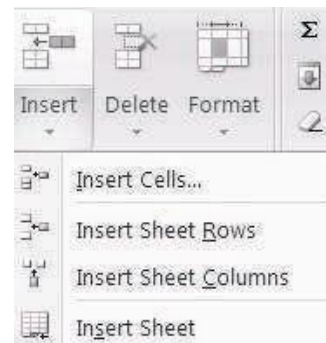 Σ
Insert Delete Format
Insert Cells...
Insert Sheet Rows
Insert Sheet Columns
Insert Sheet